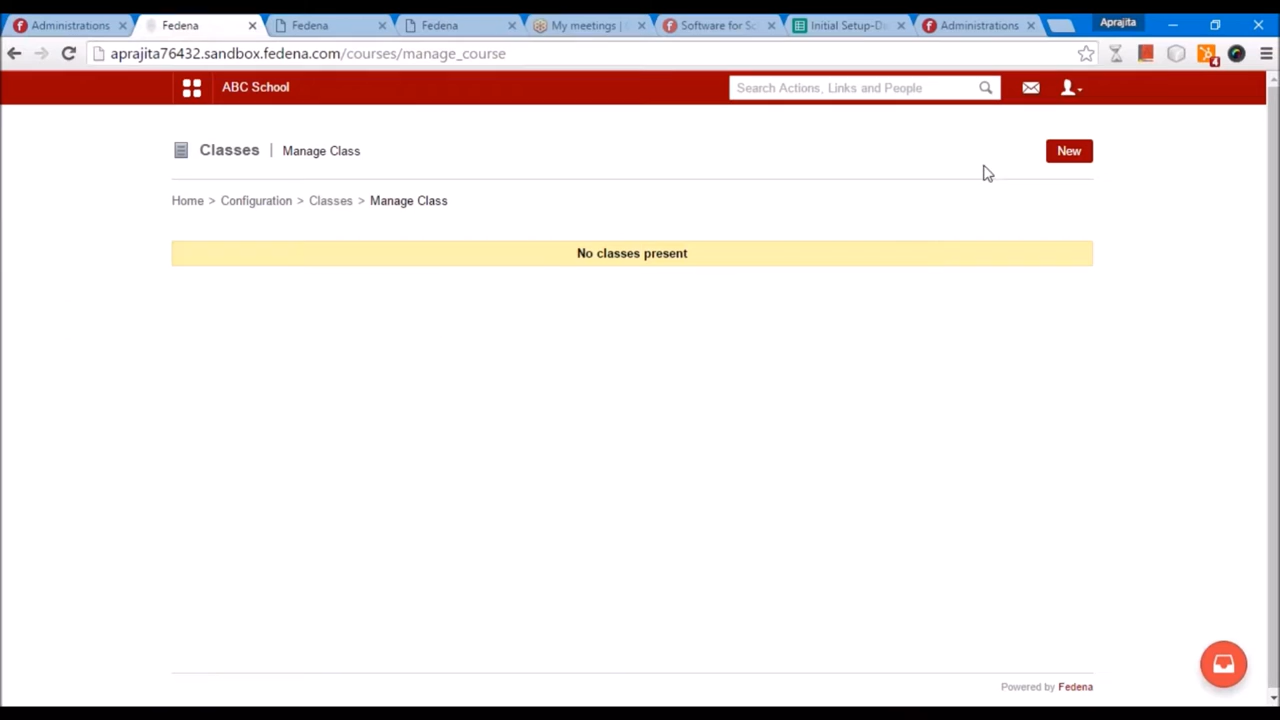 Administrations
Fedena
Fedena
Fedena
My meetings |
Software for Sc
Initial Setup-D
Administrations
Aprajita
aprajita76432.sandbox.fedena.com/courses/manage_course
4
ABC School
Search Actions, Links and People
Classes | Manage Class
New
Home > Configuration > Classes > Manage Class
No classes present
Powered by Fedena